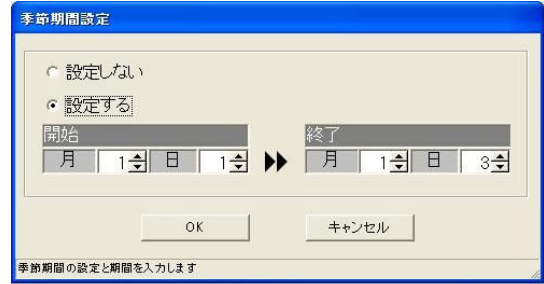 季節期間設定
設定しない
設定する
開始 終了
月 1 日 1 月 1 日 3
OK キャンセル
季節期間の設定と期間を入力します